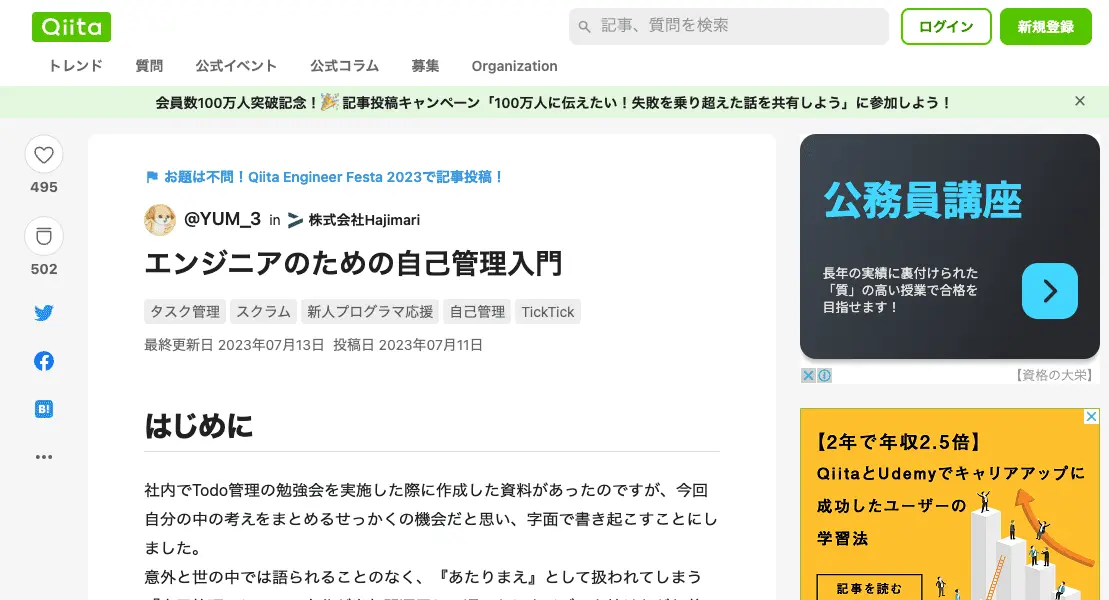 Qiita
記事、質問を検索
ログイン
新規登録
トレンド 質問 公式イベント 公式コラム 募集 Organization
会員数100万人突破記念！🎉記事投稿キャンペーン「100万人に伝えたい！失敗を乗り超えた話を共有しよう」に参加しよう！
495
502
B!
お題は不問！Qiita Engineer Festa 2023で記事投稿！
@YUM_3 in 株式会社Hajimari
エンジニアのための自己管理入門
タスク管理 スクラム 新人プログラマ応援 自己管理 TickTick
最終更新日 2023年07月13日 投稿日 2023年07月11日
はじめに
社内でTodo管理の勉強会を実施した際に作成した資料があったのですが、今回
自分の中の考えをまとめるせっかくの機会だと思い、字面で書き起こすことにし
ました。
意外と世の中では語られることのなく、『あたりまえ』として扱われてしまう
公務員講座
長年の実績に裏付けられた
「質」の高い授業で合格を
目指せます！
【資格の大栄】
【2年で年収2.5倍】
QiitaとUdemyでキャリアアップに
成功したユーザーの
学習法
記事を読む